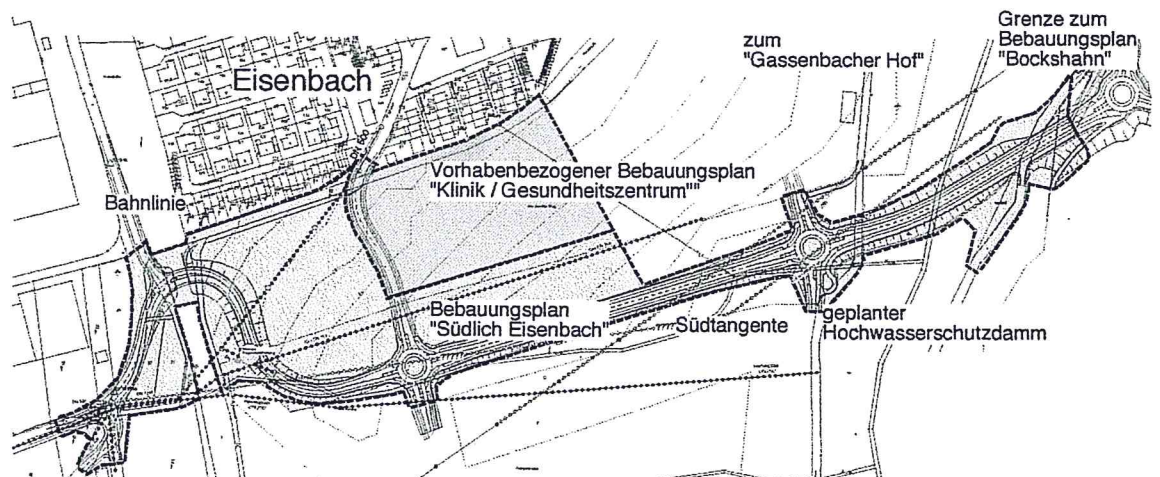 Grenze zum
Bebauungsplan
"Bockshahn"
zum
"Gassenbacher Hof"
Eisenbach
Vorhabenbezogener Bebauungsplan
"Klinik / Gesundheitszentrum""
Bahnlinie
Bebauungsplan
"Südlich Eisenbach"
Südtangente
geplanter
Hochwasserschutzdamm